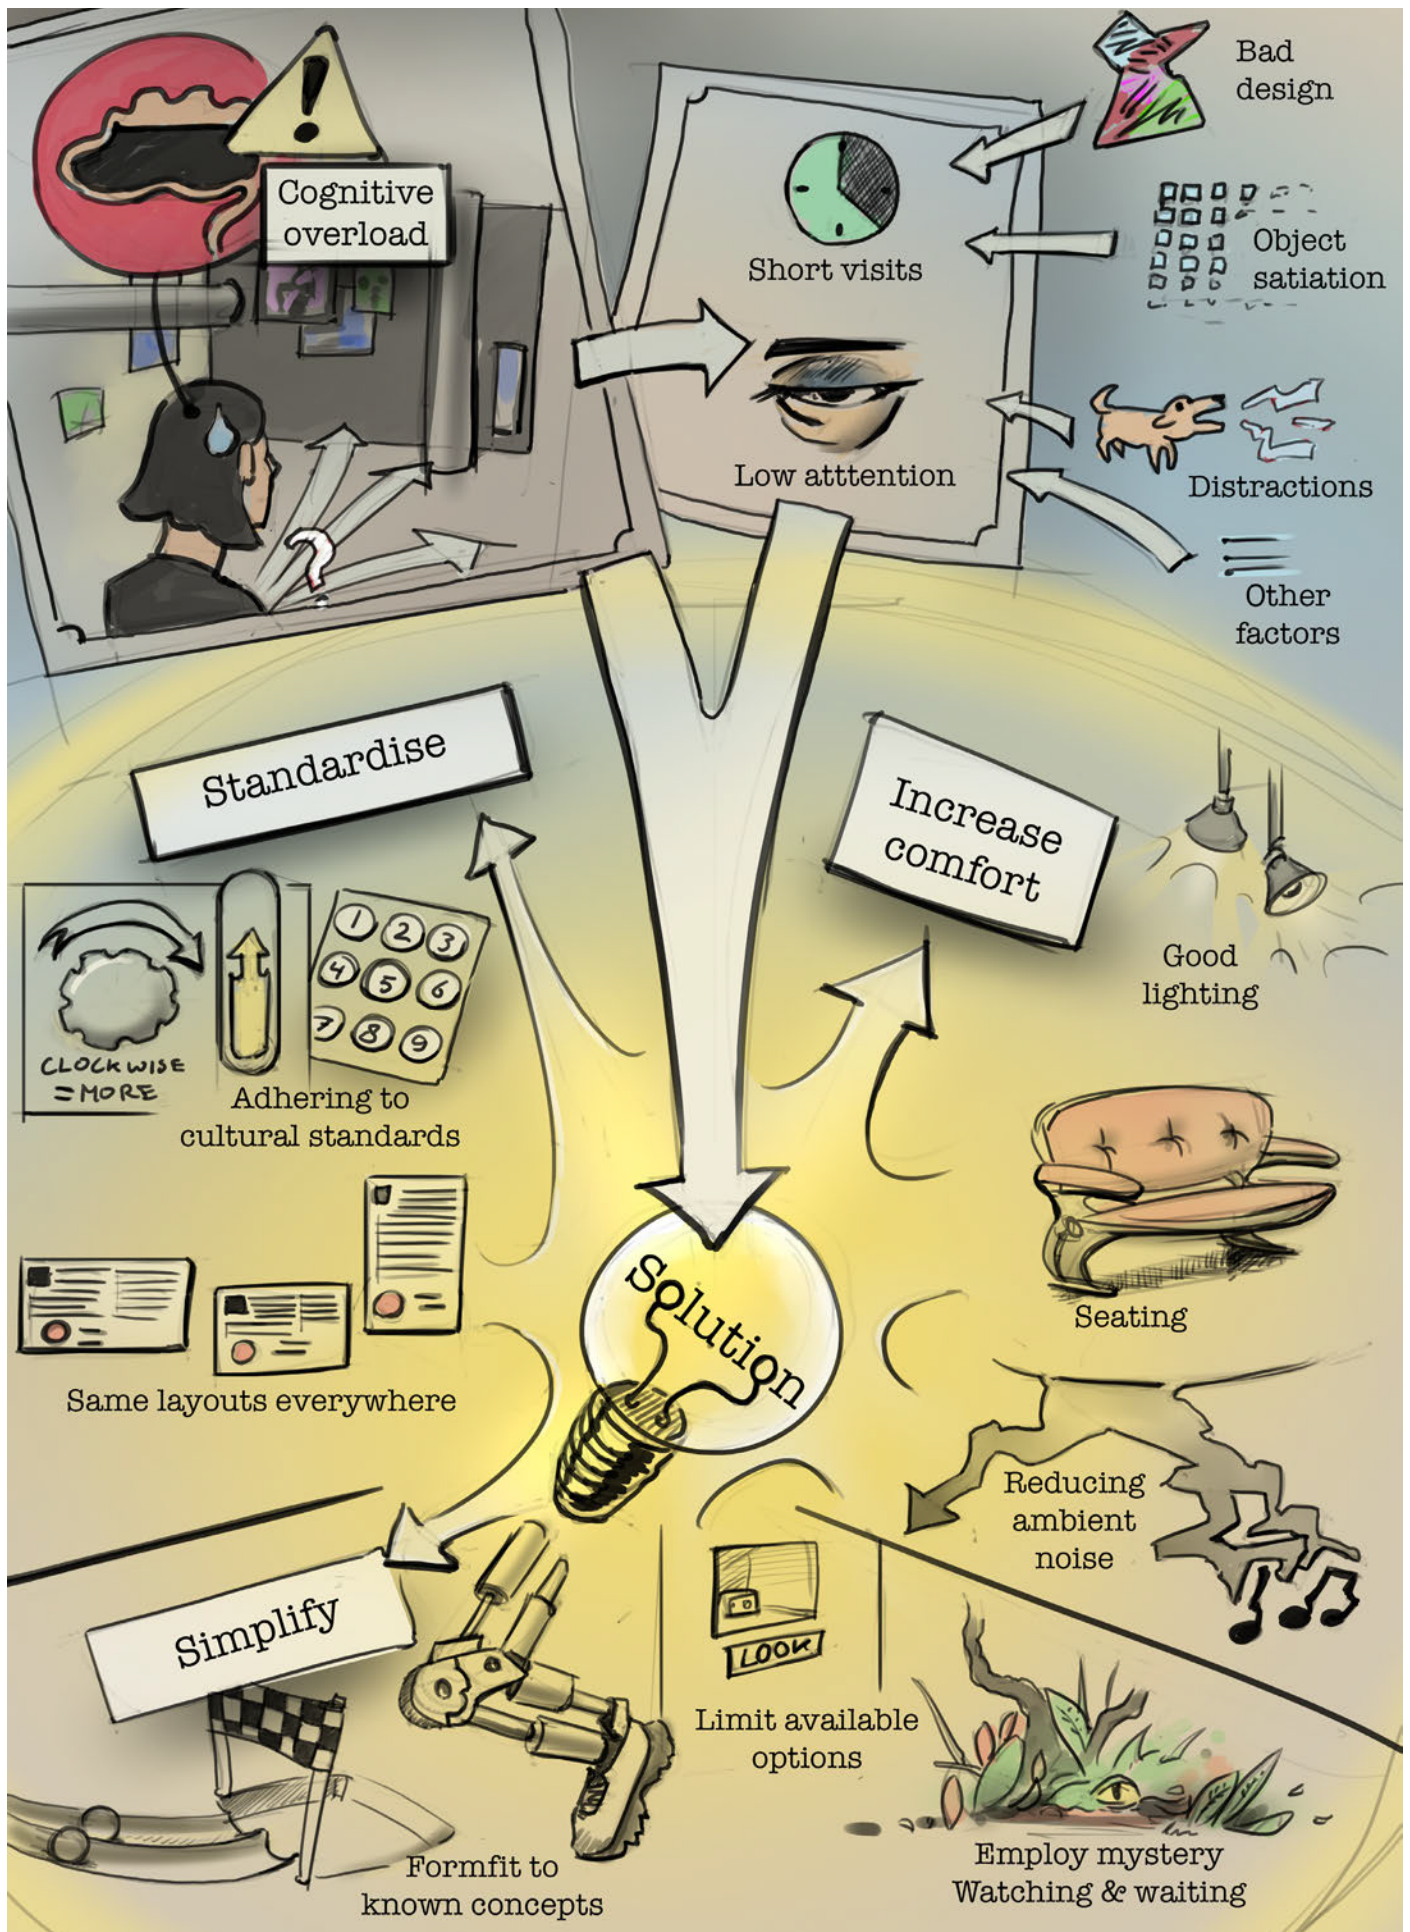 Bad
design
Cognitive
overload
Short visits
Object
satiation
Low atttention
Distractions
Other
factors
Standardise
Increase
comfort
Good
lighting
1 2 3
4 5 6
7 8 9
CLOCKWISE
= MORE
Adhering to
cultural standards
Seating
Solution
Same layouts everywhere
Reducing
ambient
noise
Simplify
LOOK
Limit available
options
Formfit to
known concepts
Employ mystery
Watching & waiting